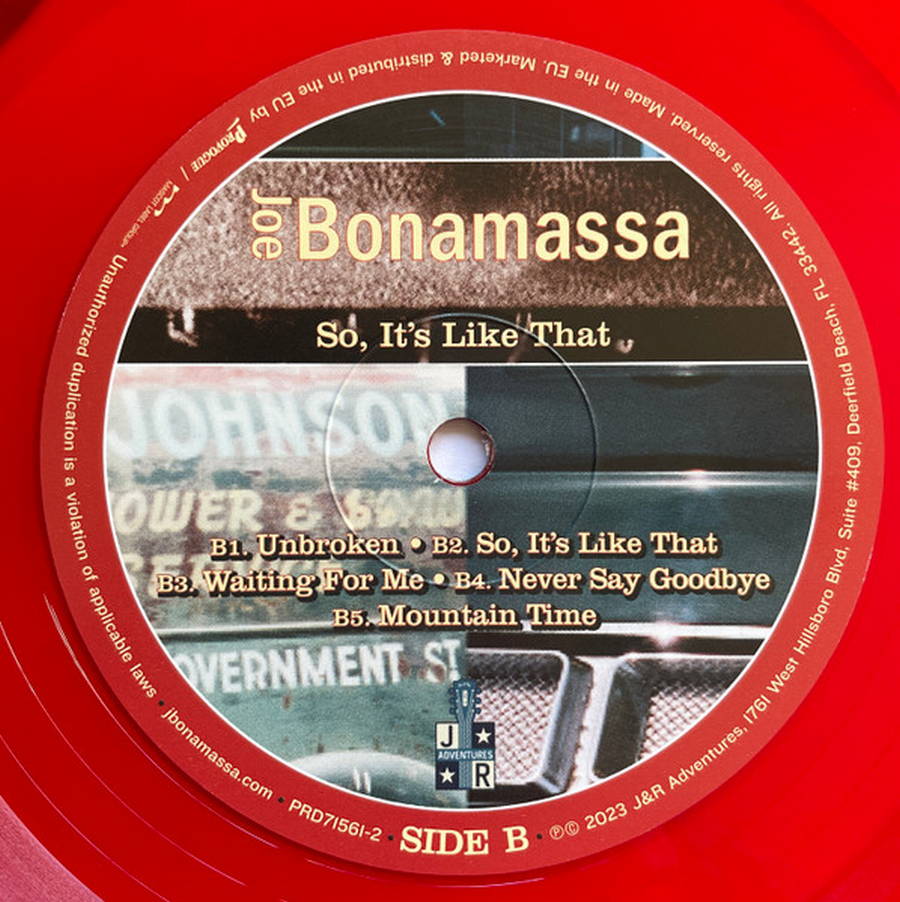 Joe
Bonamassa
So, It's Like That
JOHNSON
OWER &
B1. Unbroken • B2. So, It's Like That
B3. Waiting For Me • B4. Never Say Goodbye
B5. Mountain Time
OVERNMENT ST
J
ADVENTURES
R
SIDE B
℗© 2023 J&R Adventures, 1761 West Hillsboro Blvd, Suite #409, Deerfield Beach, FL 33442. All rights reserved. Made in the EU. Marketed & distributed in the EU by PROVOGUE | MASCOT LABEL GROUP Unauthorized duplication is a violation of applicable laws • jbonamassa.com • PRD71561-2 •